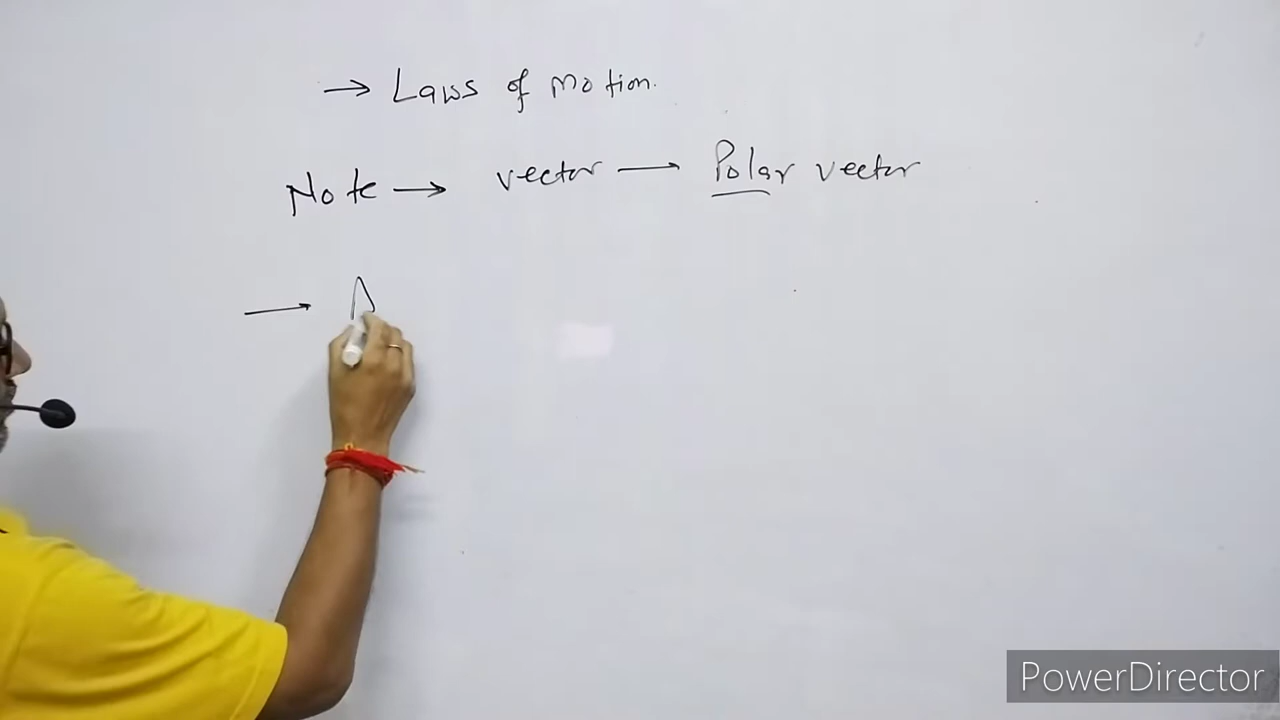 → Laws of motion.
Note → vector → Polar vector
→ A
PowerDirector